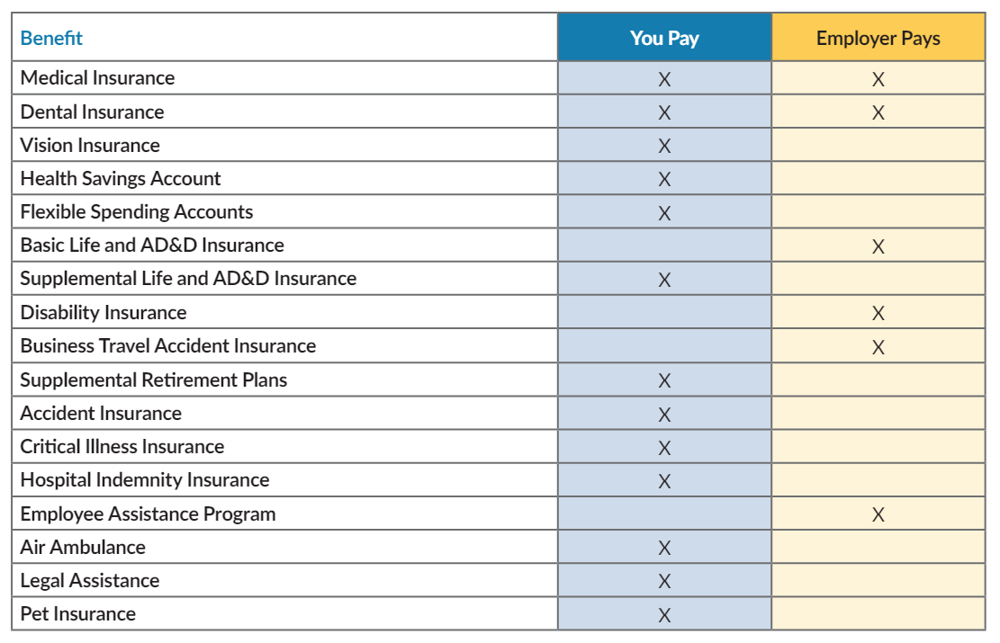 Benefit You Pay Employer Pays
Medical Insurance X X
Dental Insurance X X
Vision Insurance X
Health Savings Account X
Flexible Spending Accounts X
Basic Life and AD&D Insurance X
Supplemental Life and AD&D Insurance X
Disability Insurance X
Business Travel Accident Insurance X
Supplemental Retirement Plans X
Accident Insurance X
Critical Illness Insurance X
Hospital Indemnity Insurance X
Employee Assistance Program X
Air Ambulance X
Legal Assistance X
Pet Insurance X